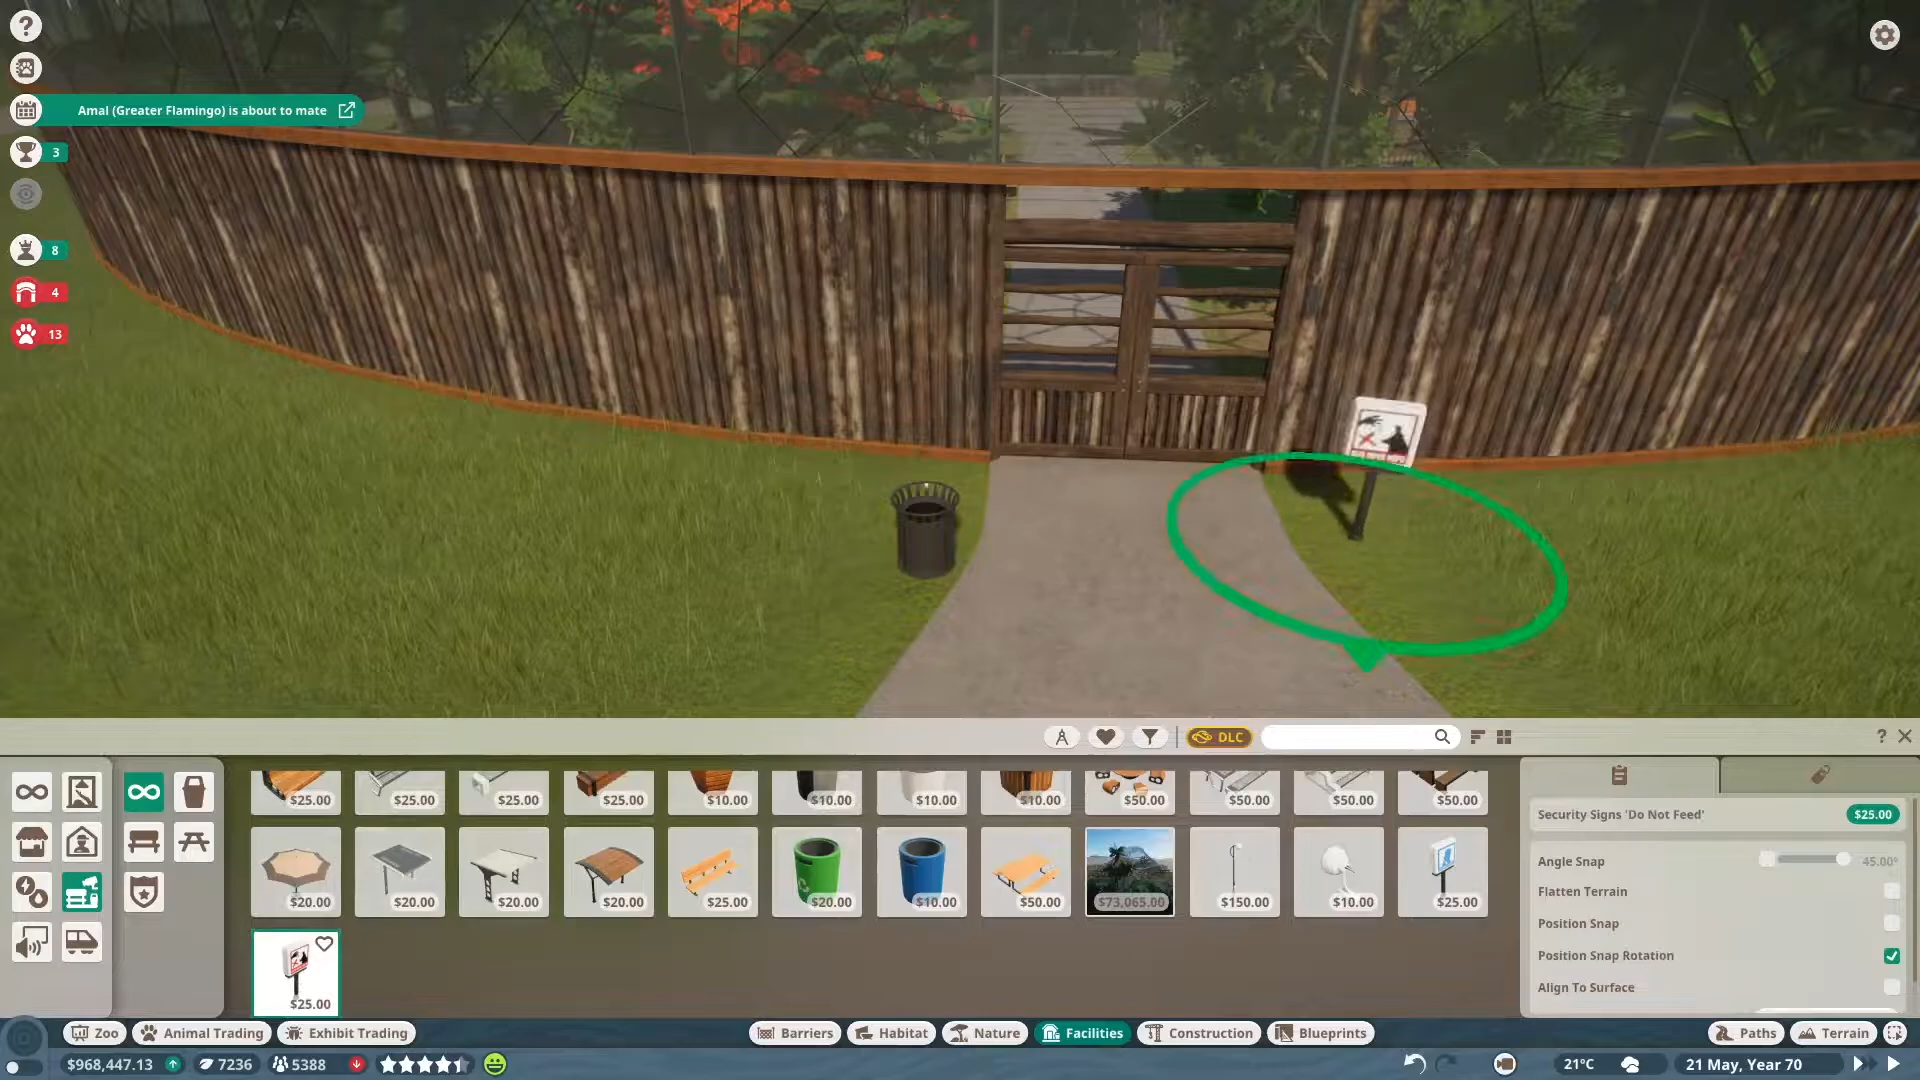 ?
Amal (Greater Flamingo) is about to mate
3
8
4
13
DLC
?
$25.00 $25.00 $25.00 $25.00 $10.00 $10.00 $10.00 $10.00 $50.00 $50.00 $50.00 $50.00
$20.00 $20.00 $20.00 $20.00 $25.00 $20.00 $10.00 $50.00 $73,065.00 $150.00 $10.00 $25.00
$25.00
Security Signs 'Do Not Feed' $25.00
Angle Snap 45.00°
Flatten Terrain
Position Snap
Position Snap Rotation
Align To Surface
Zoo Animal Trading Exhibit Trading Barriers Habitat Nature Facilities Construction Blueprints Paths Terrain
$968,447.13 7236 5388 21°C 21 May, Year 70